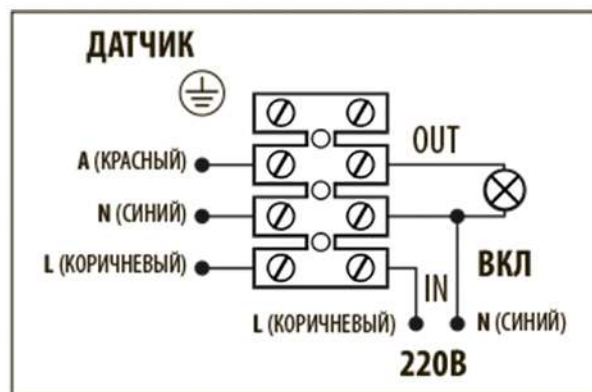 ДАТЧИК
OUT
A (КРАСНЫЙ)
N (СИНИЙ)
ВКЛ
L (КОРИЧНЕВЫЙ)
IN
L (КОРИЧНЕВЫЙ)
N (СИНИЙ)
220В